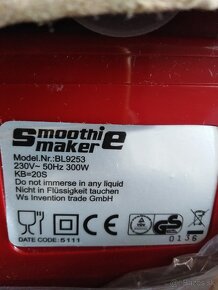 Smoothie
maker
Model.Nr.:BL9253
230V~ 50Hz 300W
KB=20S
Do not immerse in any liquid
Nicht in Flüssigkeit tauchen
Ws Invention trade GmbH
0136
DATE CODE: 5111